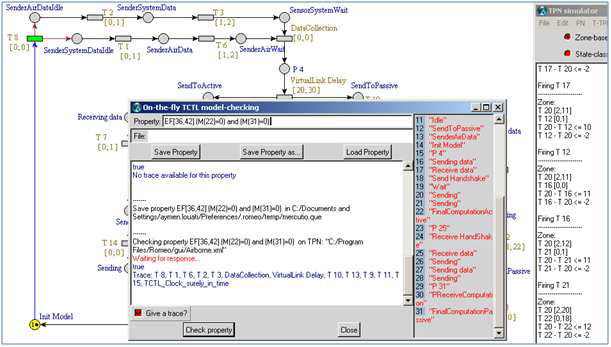 SenderAirDataIdle
T 2
[0,1]
SenderSystemData
T 3
[1,2]
SensorSystemWait
T 8
[0,0]
SenderSystemDataIdle
T 1
[0,1]
SenderAirData
T 6
[1,2]
SenderAirWait
DataCollection
[0,0]
P 4
VirtualLink Delay
[20,30]
SendToActive
SendToPassive
Receiving data
T 7
[0,1]
T 14
[0,1]
Sending
Init Model
On-the-fly TCTL model-checking
Property: EF[36,42] (M(22)=0) and (M(31)=0)
File:
Save Property
Save Property as...
Load Property
true
No trace available for this property
-------
Save property EF[36,42] (M(22)=0) and (M(31)=0) in C:/Documents and
Settings/aymen.louati/Preferences/.romeo/temp/mercutio.que
-------
Checking property EF[36,42] (M(22)=0) and (M(31)=0) on TPN: "C:/Program
Files/Romeo/gui/Airborne.xml"
Waiting for response...
true
Trace: T 8, T 1, T 6, T 2, T 3, DataCollection, VirtualLink Delay, T 10, T 13, T 9, T 11, T
15, TCTL_Clock_surely_in_time
Give a trace?
Check property
Close
11 "Idle"
12 "SendToPassive"
13 "SenderAirData"
14 "Init Model"
15 "P 4"
16 "Sending data"
17 "Receive data"
18 "Send Handshake"
19 "Wait"
20 "Sending"
21 "Sending"
22 "FinalComputationAc
tive"
23 "P 25"
24 "Receive HandShak
e"
25 "Receive data"
26 "Sending"
27 "Sending data"
28 "Sending"
29 "P 31"
30 "PReceiveComputati
on"
31 "FinalComputationPa
ssive"
TPN simulator
File Edit PN T-TP
Zone-base
State-class
T 17 - T 20 <= -2
Firing T 17
-------
Zone:
T 20 [2,11]
T 12 [0,1]
T 20 - T 12 <= 10
T 12 - T 20 <= -2
Firing T 12
-------
Zone:
T 20 [2,11]
T 16 [0,0]
T 20 - T 16 <= 11
T 16 - T 20 <= -2
Firing T 16
-------
Zone:
T 20 [2,12]
T 21 [0,1]
T 20 - T 21 <= 11
T 21 - T 20 <= -2
Firing T 21
-------
Zone:
T 20 [2,20]
T 22 [0,18]
T 20 - T 22 <= 12
T 22 - T 20 <= -2